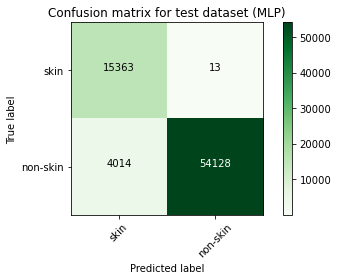 Confusion matrix for test dataset (MLP)
skin
15363
13
50000
40000
30000
20000
10000
non-skin
4014
54128
True label
skin
non-skin
Predicted label